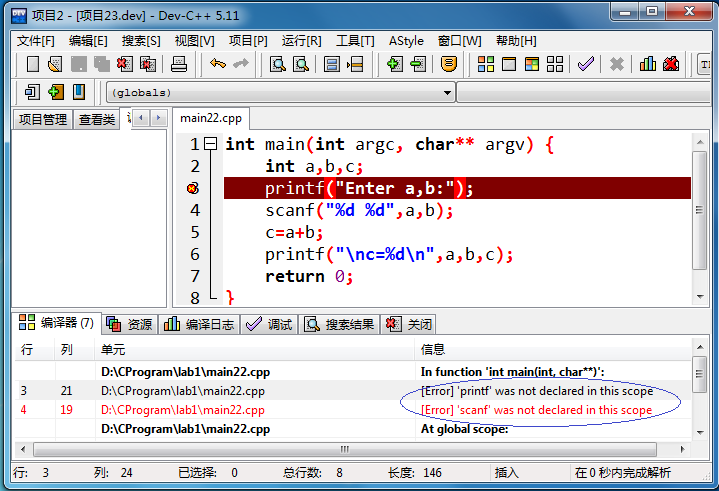 项目2 - [项目23.dev] - Dev-C++ 5.11
文件[F] 编辑[E] 搜索[S] 视图[V] 项目[P] 运行[R] 工具[T] AStyle 窗口[W] 帮助[H]
(globals)
项目管理 查看类
main22.cpp
1 int main(int argc, char** argv) {
2 int a,b,c;
3 printf("Enter a,b:");
4 scanf("%d %d",a,b);
5 c=a+b;
6 printf("\nc=%d\n",a,b,c);
7 return 0;
8 }
编译器 (7) 资源 编译日志 调试 搜索结果 关闭
行 列 单元 信息
D:\CProgram\lab1\main22.cpp In function 'int main(int, char**)':
3 21 D:\CProgram\lab1\main22.cpp [Error] 'printf' was not declared in this scope
4 19 D:\CProgram\lab1\main22.cpp [Error] 'scanf' was not declared in this scope
D:\CProgram\lab1\main22.cpp At global scope:
行: 3 列: 24 已选择: 0 总行数: 8 长度: 146 插入 在 0 秒内完成解析